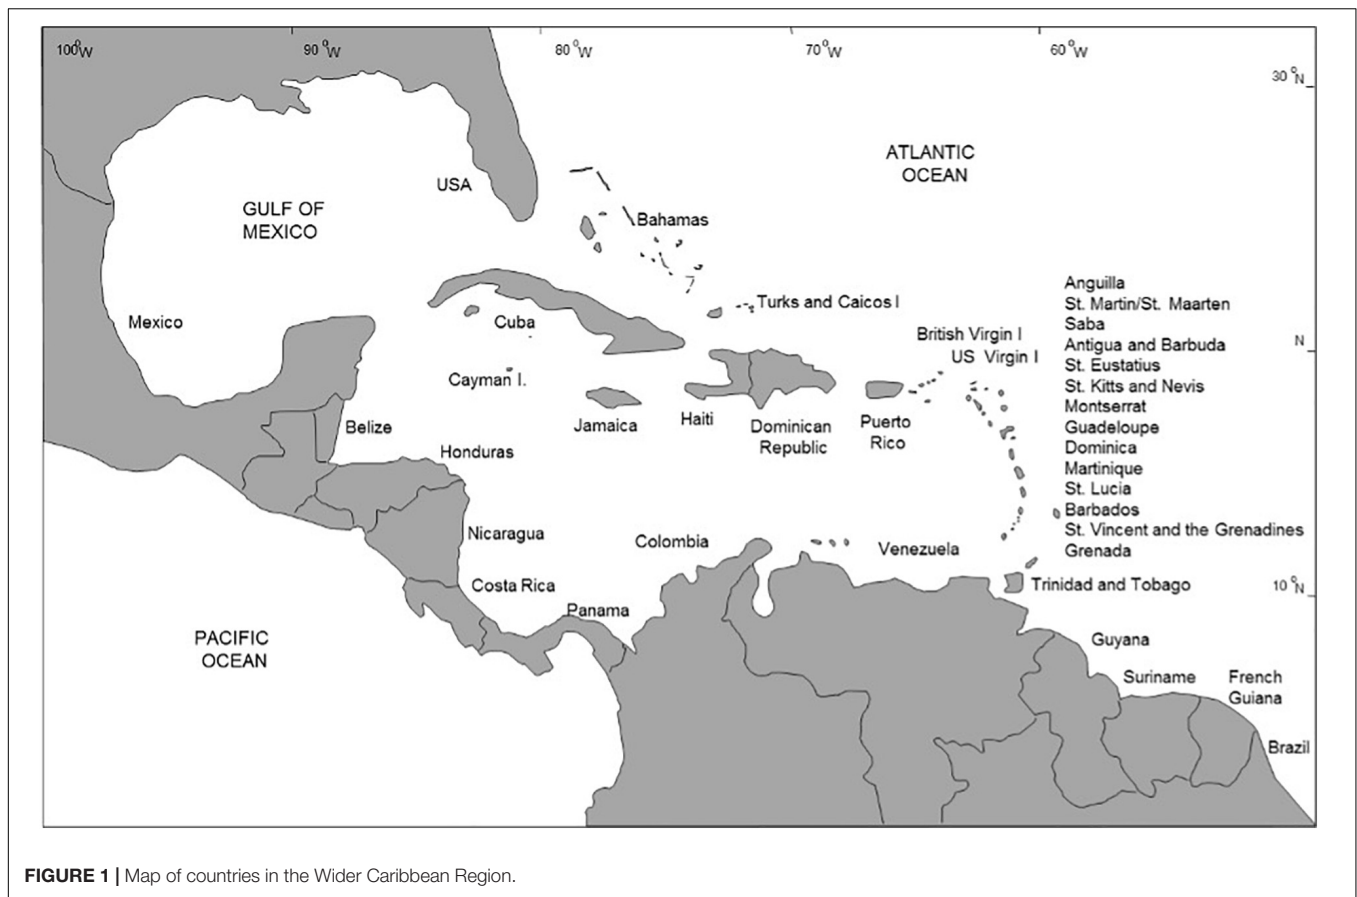 100°W
90°W
80°W
70°W
60°W
30°N
ATLANTIC
OCEAN
USA
GULF OF
MEXICO
Bahamas
Anguilla
St. Martin/St. Maarten
Saba
Antigua and Barbuda
St. Eustatius
St. Kitts and Nevis
Montserrat
Guadeloupe
Dominica
Martinique
St. Lucia
Barbados
St. Vincent and the Grenadines
Grenada
Turks and Caicos I
Mexico
Cuba
British Virgin I
US Virgin I
N
Cayman I.
Jamaica
Haiti
Dominican
Republic
Puerto
Rico
Belize
Honduras
Nicaragua
Colombia
Venezuela
Costa Rica
Trinidad and Tobago
10°N
Panama
PACIFIC
OCEAN
Guyana
Suriname
French
Guiana
Brazil
FIGURE 1 | Map of countries in the Wider Caribbean Region.